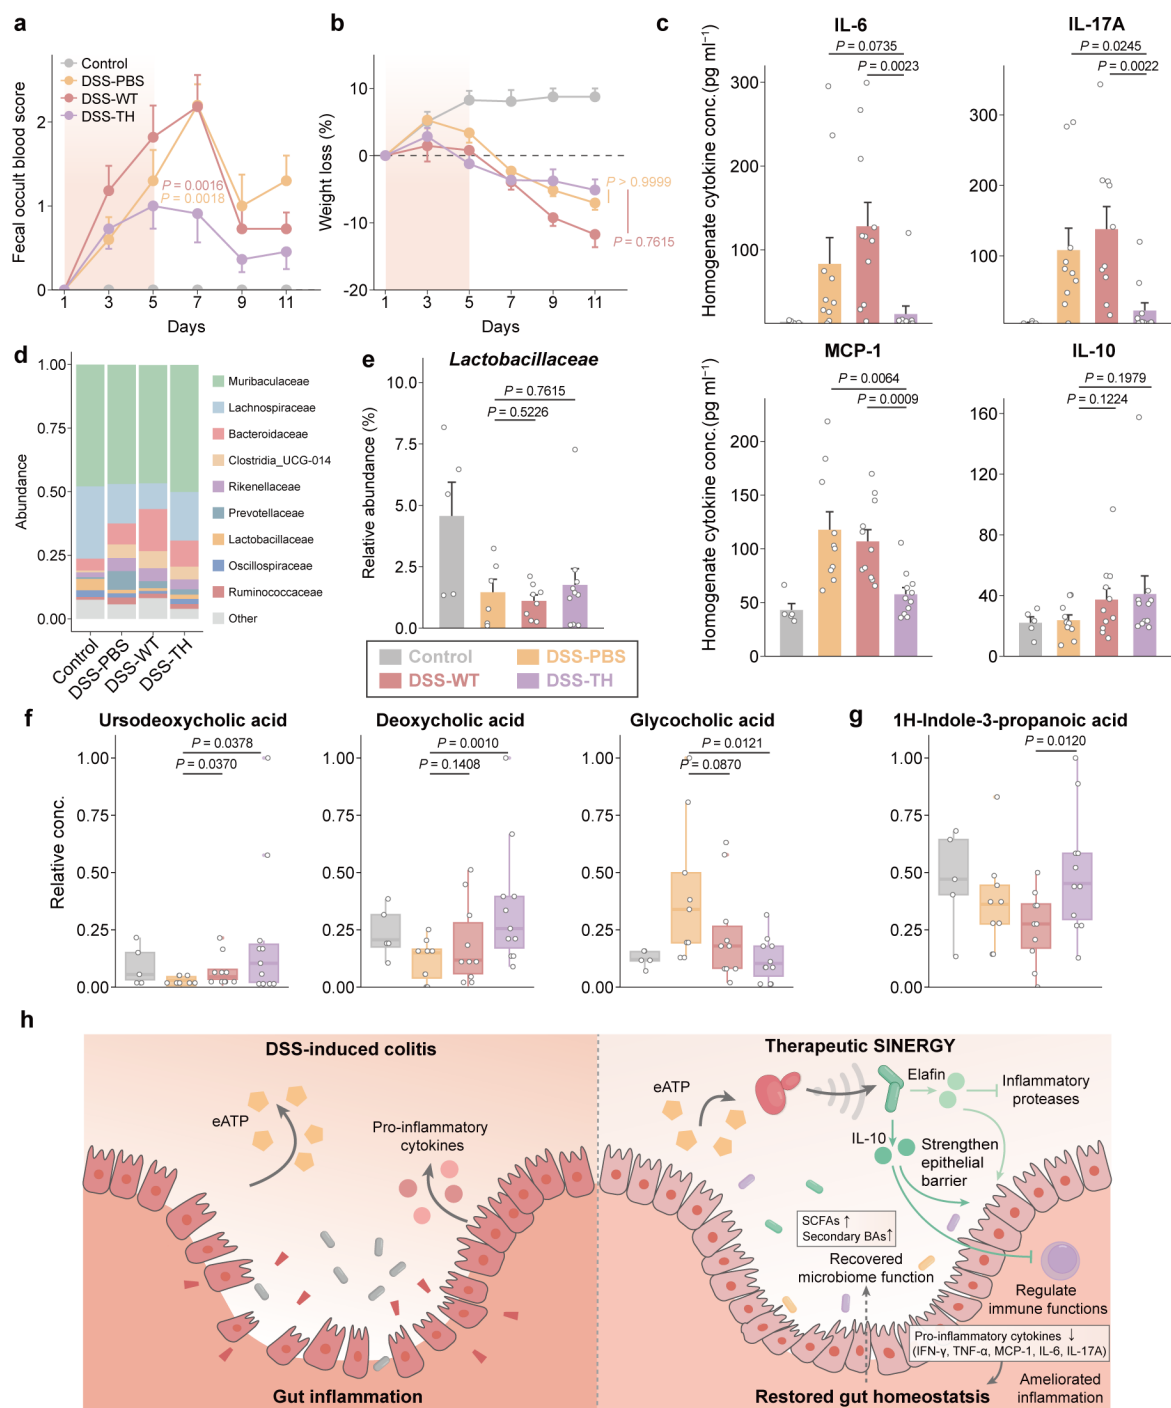 a
Fecal occult blood score
Control
DSS-PBS
DSS-WT
DSS-TH
P = 0.0016
P = 0.0018
2
1
0
1
3
5
7
9
11
Days
b
Weight loss (%)
10
0
-10
-20
P > 0.9999
P = 0.7615
1
3
5
7
9
11
Days
c
Homogenate cytokine conc.(pg ml⁻¹)
IL-6
P = 0.0735
P = 0.0023
300
200
100
IL-17A
P = 0.0245
P = 0.0022
300
200
100
Homogenate cytokine conc.(pg ml⁻¹)
MCP-1
P = 0.0064
P = 0.0009
200
150
100
50
0
IL-10
P = 0.1979
P = 0.1224
160
120
80
40
0
d
Abundance
1.00
0.75
0.50
0.25
0.00
Control
DSS-PBS
DSS-WT
DSS-TH
Muribaculaceae
Lachnospiraceae
Bacteroidaceae
Clostridia_UCG-014
Rikenellaceae
Prevotellaceae
Lactobacillaceae
Oscillospiraceae
Ruminococcaceae
Other
e
Lactobacillaceae
Relative abundance (%)
P = 0.7615
P = 0.5226
10.0
7.5
5.0
2.5
0.0
Control
DSS-PBS
DSS-WT
DSS-TH
f
Relative conc.
Ursodeoxycholic acid
P = 0.0378
P = 0.0370
1.00
0.75
0.50
0.25
0.00
Deoxycholic acid
P = 0.0010
P = 0.1408
1.00
0.75
0.50
0.25
0.00
Glycocholic acid
P = 0.0121
P = 0.0870
1.00
0.75
0.50
0.25
0.00
g
1H-Indole-3-propanoic acid
P = 0.0120
1.00
0.75
0.50
0.25
0.00
h
DSS-induced colitis
eATP
Pro-inflammatory
cytokines
Gut inflammation
Therapeutic SINERGY
eATP
Elafin
Inflammatory
proteases
IL-10
Strengthen
epithelial
barrier
SCFAs ↑
Secondary BAs↑
Recovered
microbiome function
Regulate
immune functions
Pro-inflammatory cytokines ↓
(IFN-γ, TNF-α, MCP-1, IL-6, IL-17A)
Ameliorated
inflammation
Restored gut homeostatsis